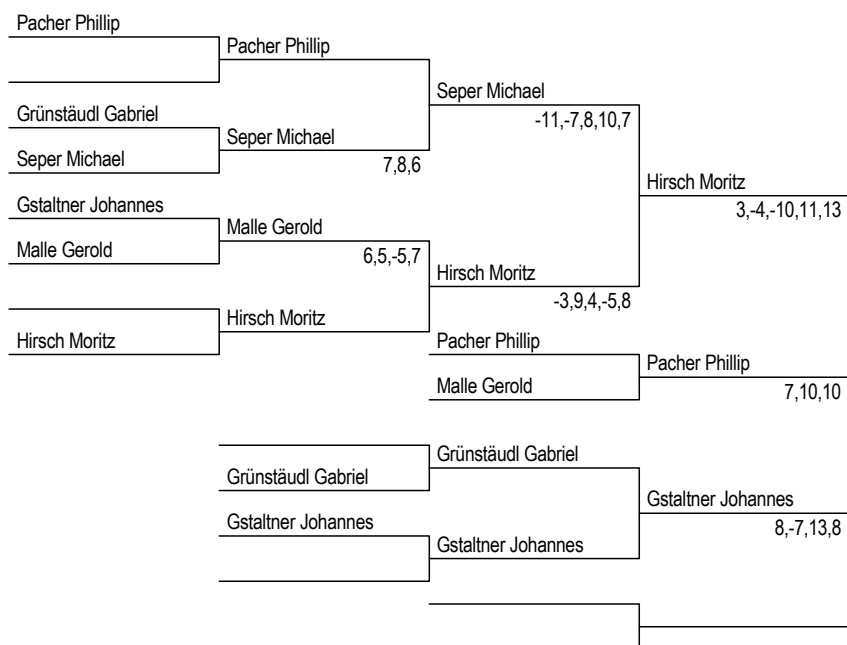 Pacher Phillip
Pacher Phillip
Seper Michael
Grünstäudl Gabriel
-11,-7,8,10,7
Seper Michael
Seper Michael
7,8,6
Hirsch Moritz
Gstaltner Johannes
3,-4,-10,11,13
Malle Gerold
Malle Gerold
6,5,-5,7
Hirsch Moritz
-3,9,4,-5,8
Hirsch Moritz
Hirsch Moritz
Pacher Phillip
Pacher Phillip
Malle Gerold
7,10,10
Grünstäudl Gabriel
Grünstäudl Gabriel
Gstaltner Johannes
Gstaltner Johannes
8,-7,13,8
Gstaltner Johannes